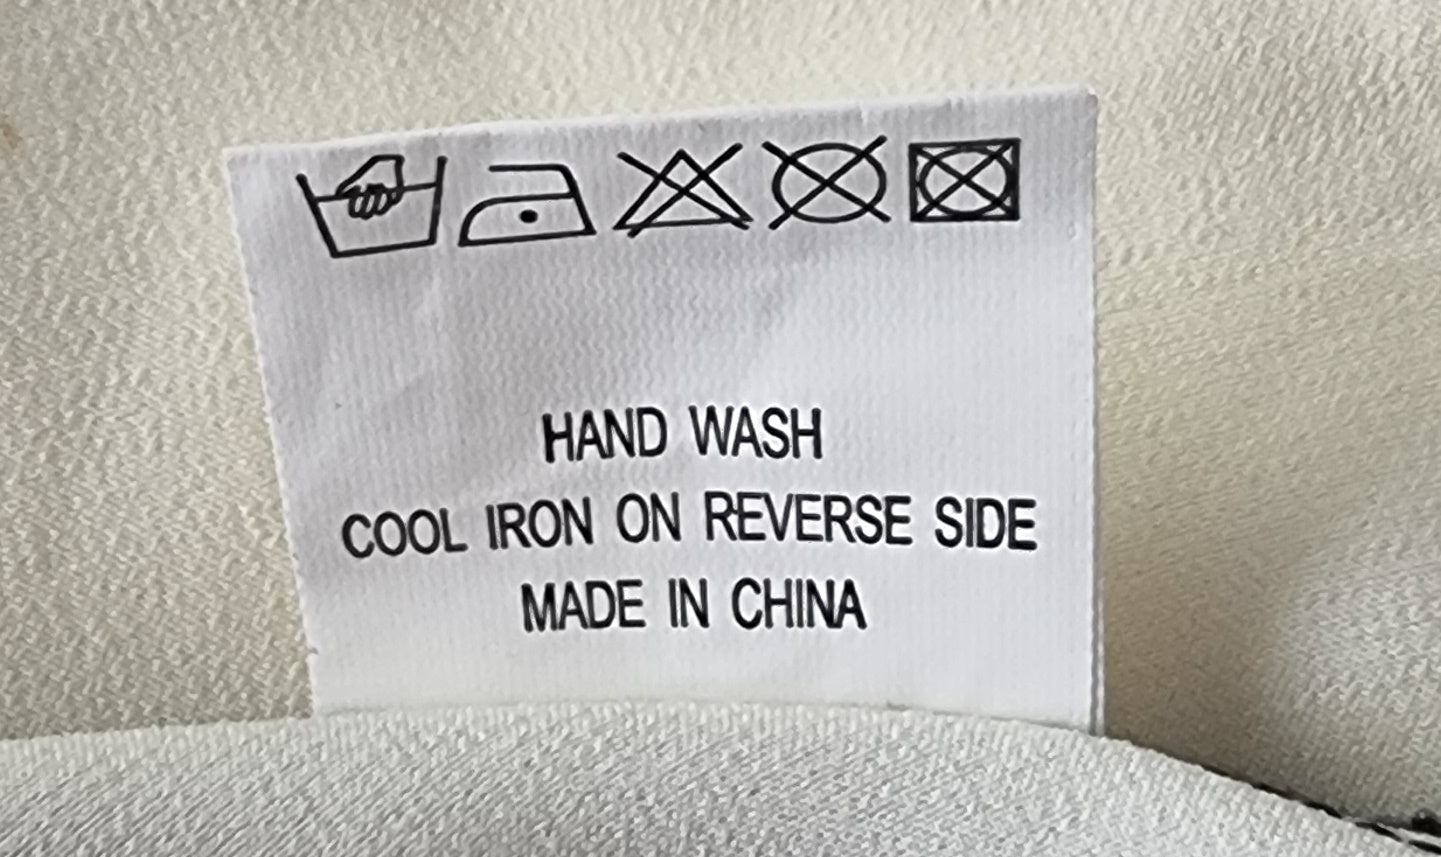 HAND WASH
COOL IRON ON REVERSE SIDE
MADE IN CHINA